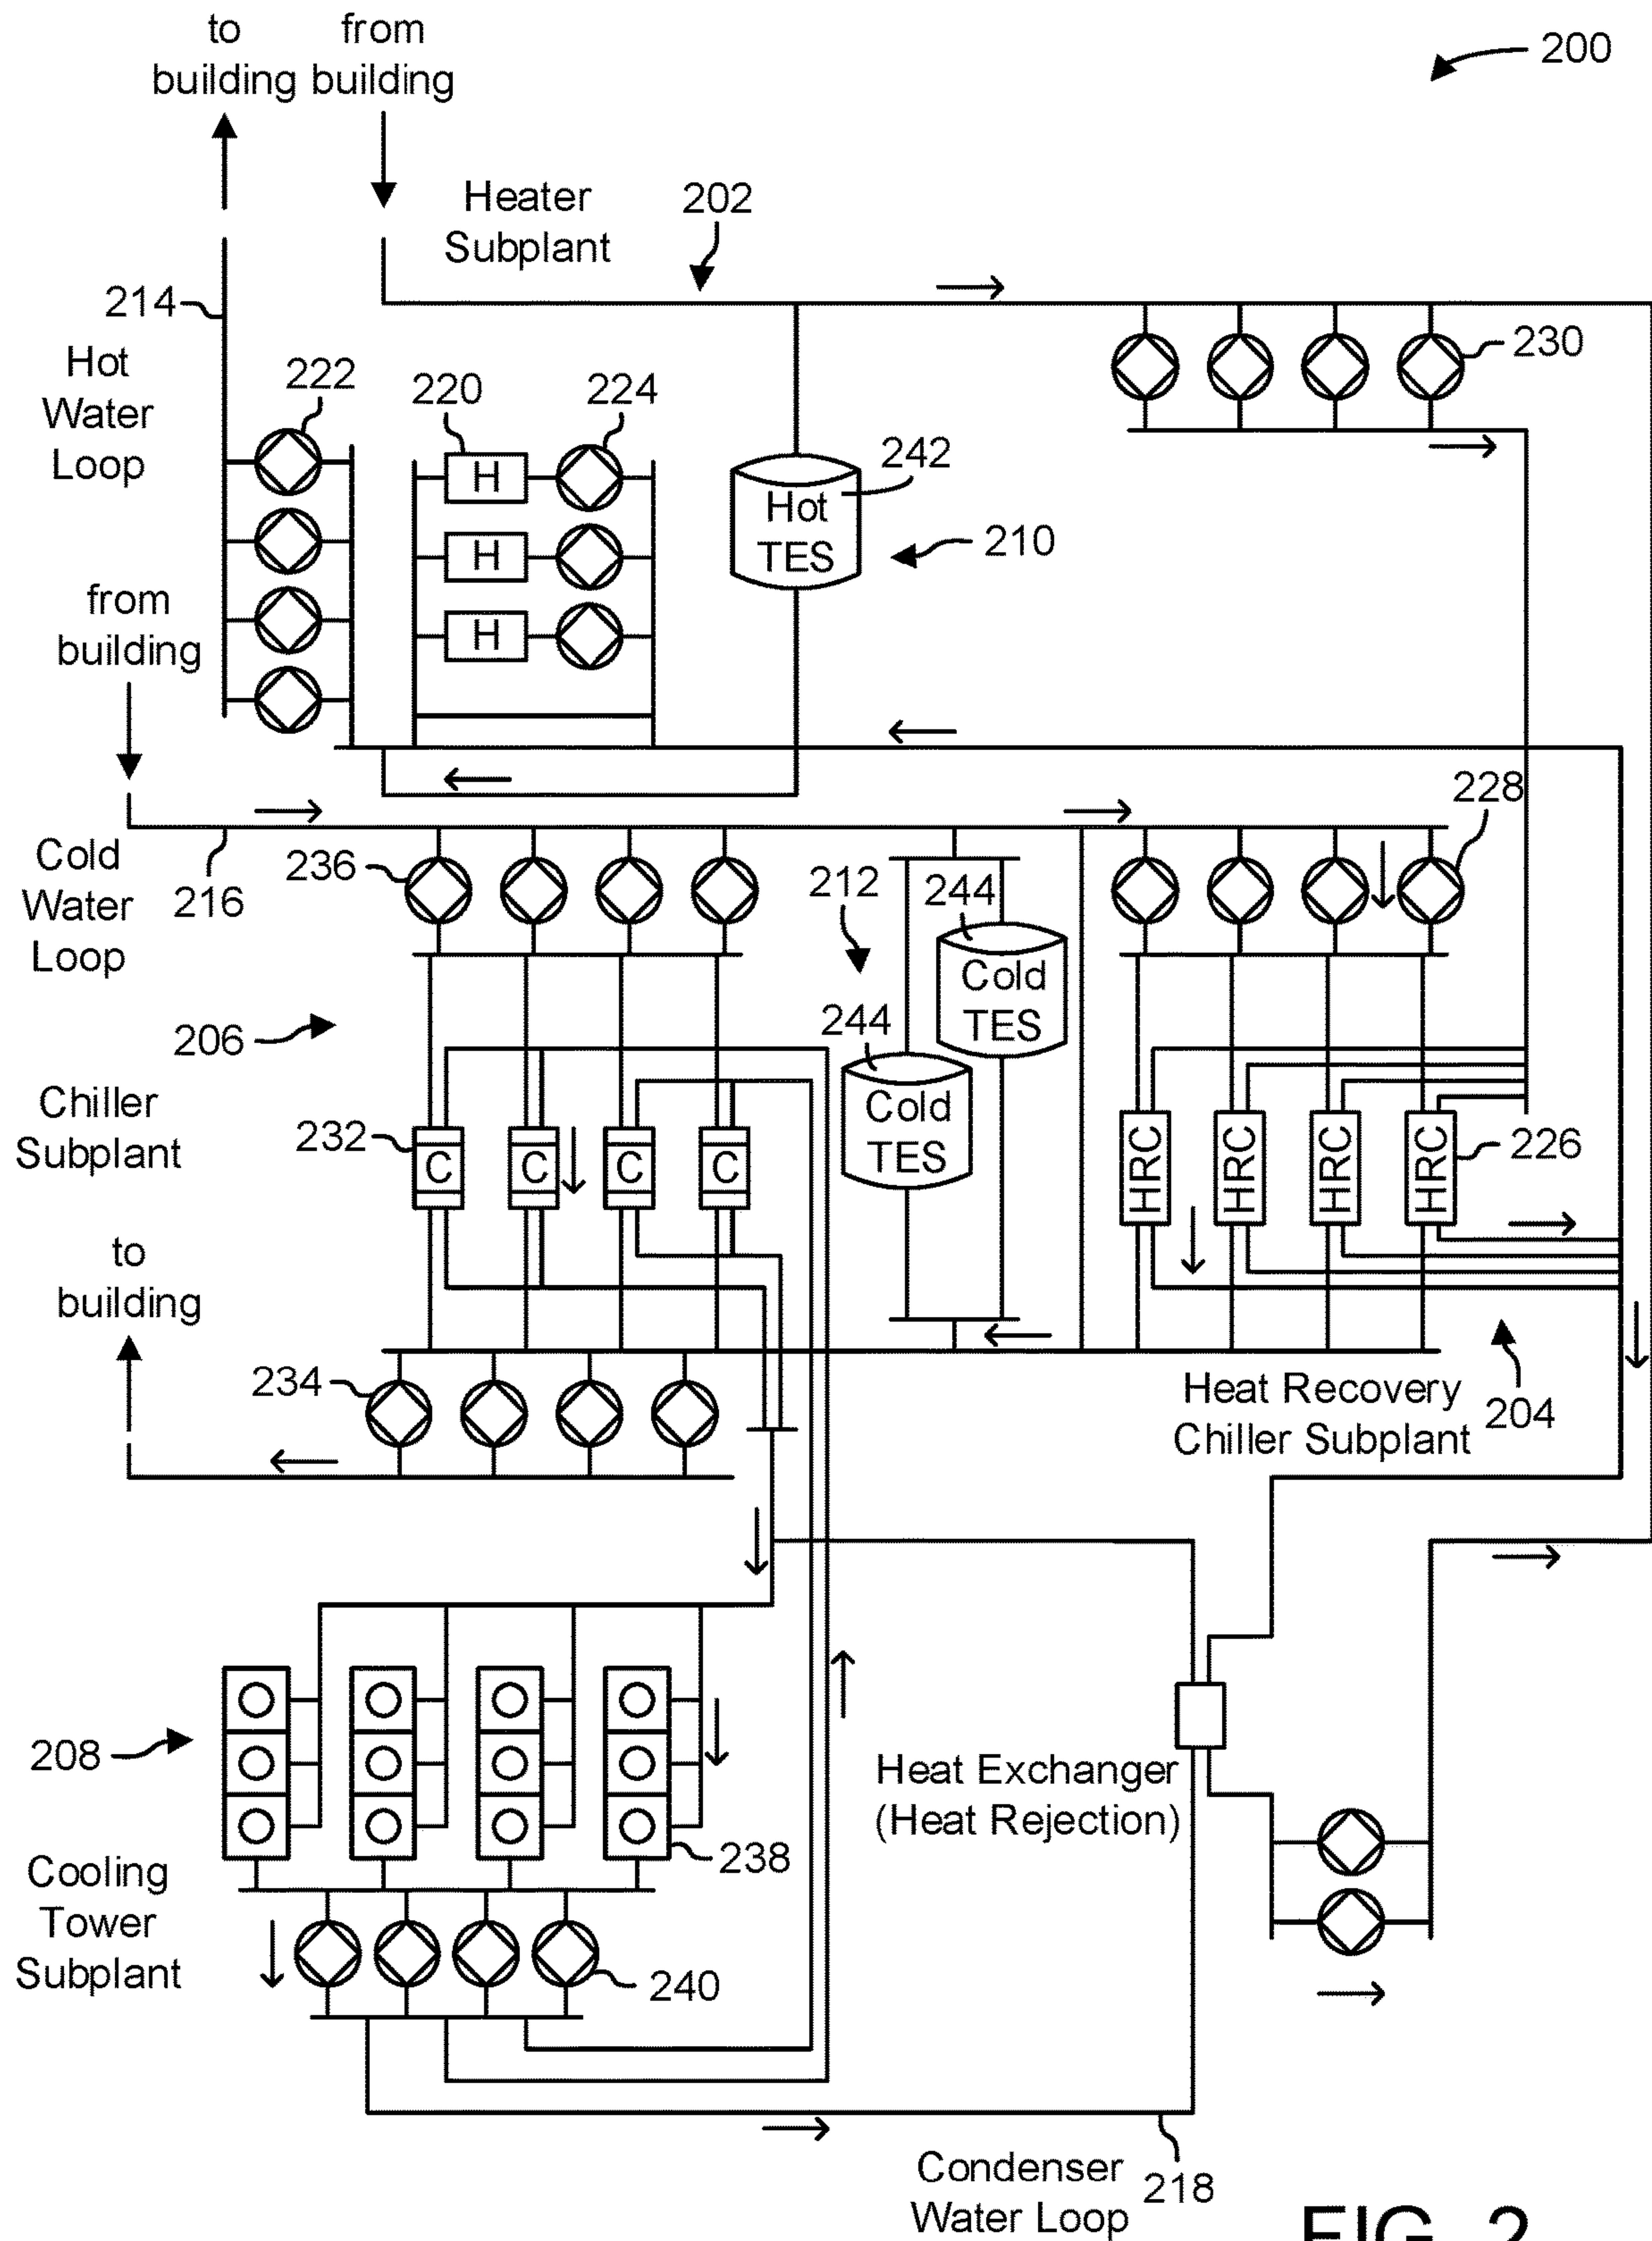 to from
building building
200
Heater
Subplant
202
214
Hot
Water
Loop
222
220
224
230
H
H
H
Hot
TES
242
210
from
building
228
Cold
Water
Loop
216
236
212
244
Cold
TES
244
Cold
TES
206
Chiller
Subplant
232
C
C
C
C
HRC
HRC
HRC
HRC
226
to
building
234
Heat Recovery
Chiller Subplant
204
208
Heat Exchanger
(Heat Rejection)
238
Cooling
Tower
Subplant
240
Condenser
Water Loop
218
FIG. 2